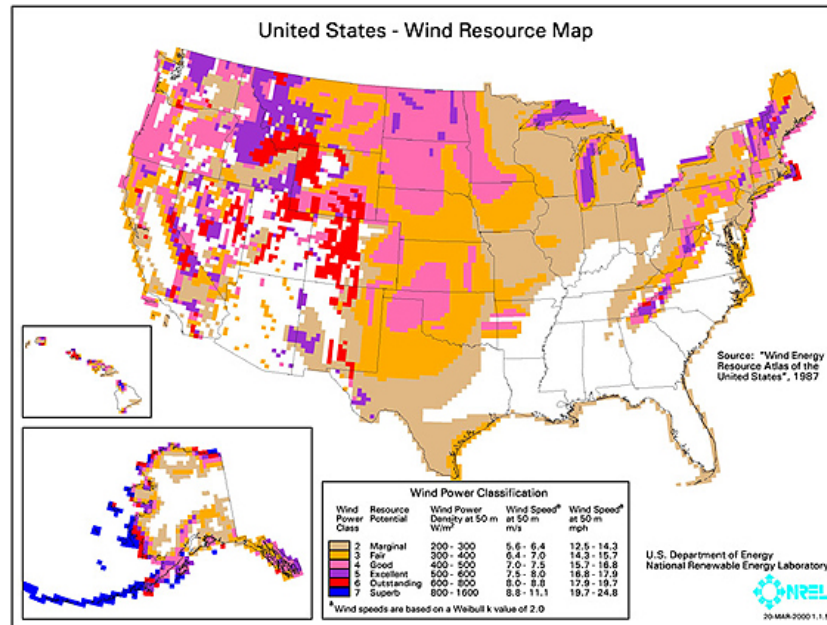 United States - Wind Resource Map
Source: "Wind Energy
Resource Atlas of the
United States", 1987
Wind Power Classification
Wind Power Class Resource Potential Wind Power Density at 50 m W/m² Wind Speedª at 50 m m/s Wind Speedª at 50 m mph
2 Marginal 200 - 300 5.6 - 6.4 12.5 - 14.3
3 Fair 300 - 400 6.4 - 7.0 14.3 - 15.7
4 Good 400 - 500 7.0 - 7.5 15.7 - 16.8
5 Excellent 500 - 600 7.5 - 8.0 16.8 - 17.9
6 Outstanding 600 - 800 8.0 - 8.8 17.9 - 19.7
7 Superb 800 - 1600 8.8 - 11.1 19.7 - 24.8
ª Wind speeds are based on a Weibull k value of 2.0
U.S. Department of Energy
National Renewable Energy Laboratory
NREL
20-MAR-2000 1.1.1